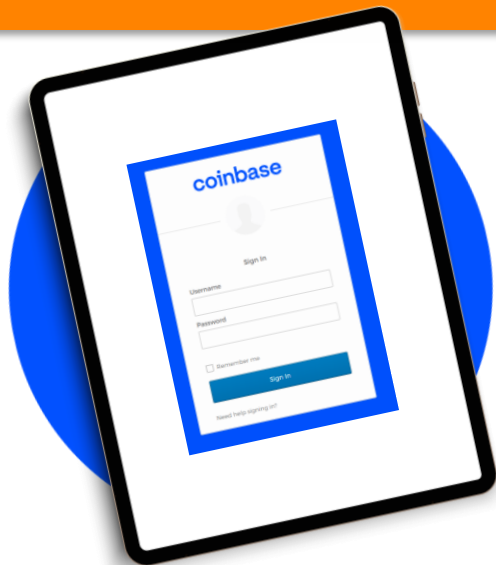 coinbase
Sign In
Username
Password
Remember me
Sign In
Need help signing in?